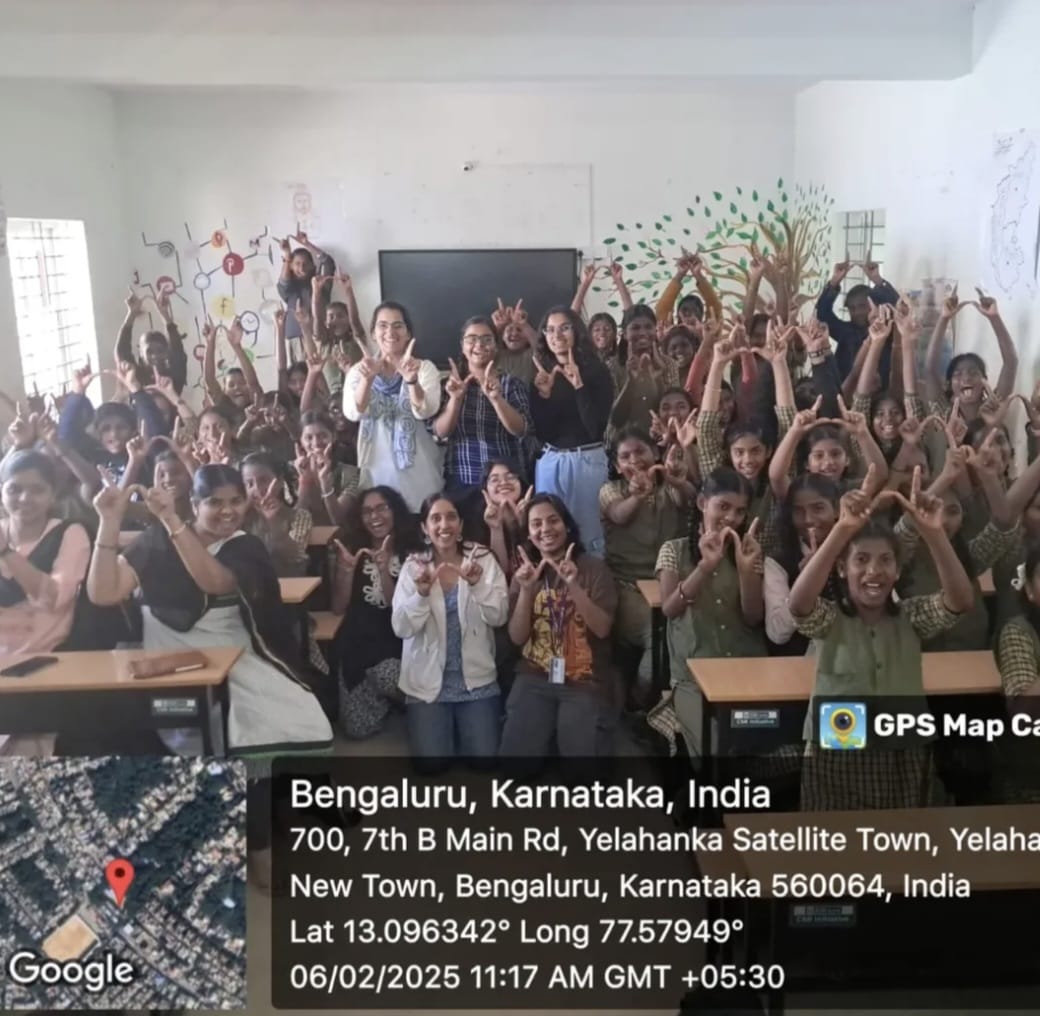 GPS Map Ca
Bengaluru, Karnataka, India
700, 7th B Main Rd, Yelahanka Satellite Town, Yelaha
New Town, Bengaluru, Karnataka 560064, India
Lat 13.096342° Long 77.57949°
06/02/2025 11:17 AM GMT +05:30
Google